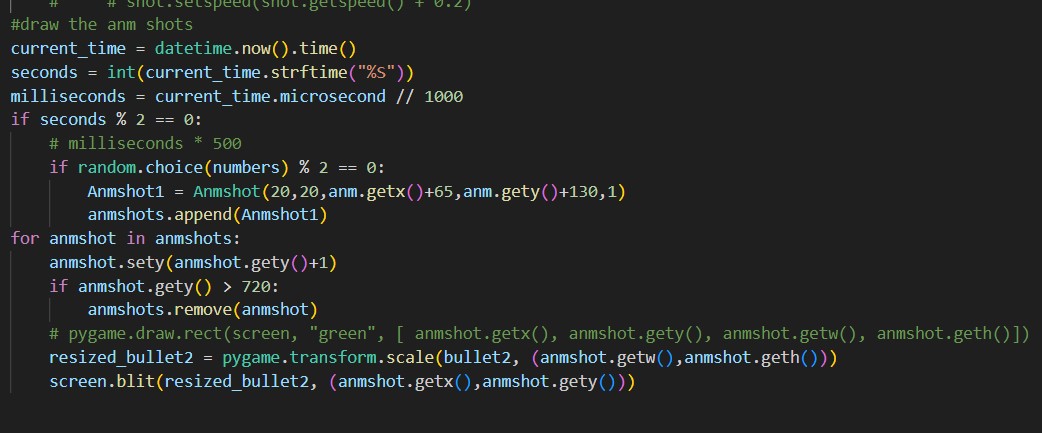 #     # shot.setspeed(shot.getspeed() + 0.2)
#draw the anm shots
current_time = datetime.now().time()
seconds = int(current_time.strftime("%S"))
milliseconds = current_time.microsecond // 1000
if seconds % 2 == 0:
    # milliseconds * 500
    if random.choice(numbers) % 2 == 0:
        Anmshot1 = Anmshot(20,20,anm.getx()+65,anm.gety()+130,1)
        anmshots.append(Anmshot1)
for anmshot in anmshots:
    anmshot.sety(anmshot.gety()+1)
    if anmshot.gety() > 720:
        anmshots.remove(anmshot)
    # pygame.draw.rect(screen, "green", [ anmshot.getx(), anmshot.gety(), anmshot.getw(), anmshot.geth()])
    resized_bullet2 = pygame.transform.scale(bullet2, (anmshot.getw(),anmshot.geth()))
    screen.blit(resized_bullet2, (anmshot.getx(),anmshot.gety()))